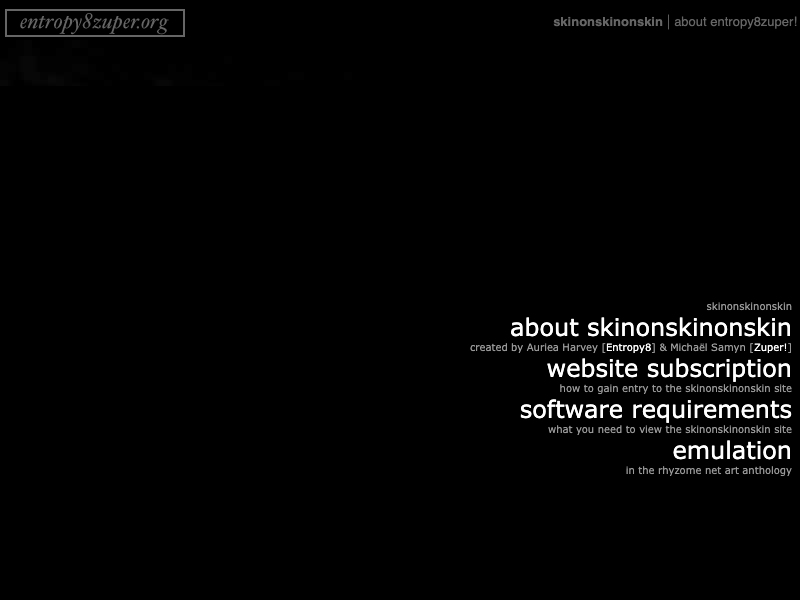 entropy8zuper.org
skinonskinonskin | about entropy8zuper!
skinonskinonskin
about skinonskinonskin
created by Auriea Harvey [Entropy8] & Michaël Samyn [Zuper!]
website subscription
how to gain entry to the skinonskinonskin site
software requirements
what you need to view the skinonskinonskin site
emulation
in the rhyzome net art anthology